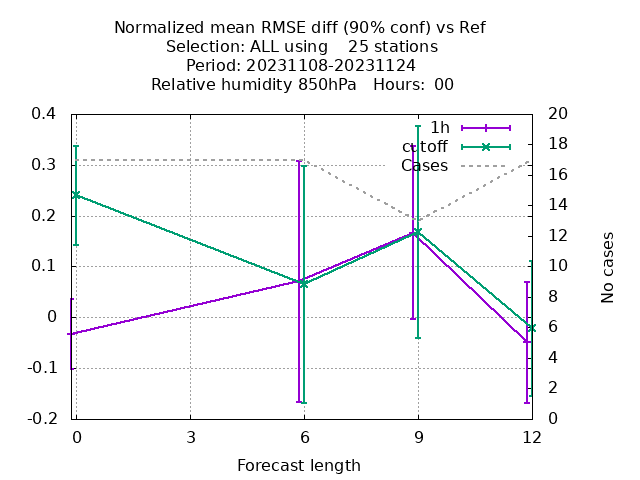 Normalized mean RMSE diff (90% conf) vs Ref
Selection: ALL using    25 stations
Period: 20231108-20231124
Relative humidity 850hPa   Hours:  00
0.4
0.3
0.2
0.1
0
-0.1
-0.2
1h
cutoff
Cases
20
18
16
14
12
10
8
6
4
2
0
No cases
0
3
6
9
12
Forecast length